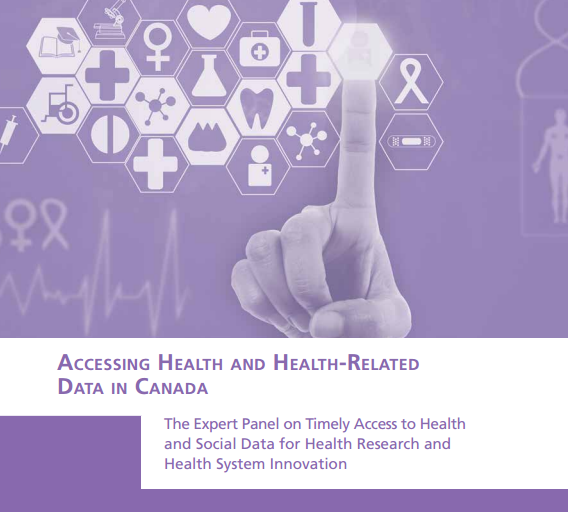 Accessing Health and Health-Related
Data in Canada
The Expert Panel on Timely Access to Health
and Social Data for Health Research and
Health System Innovation